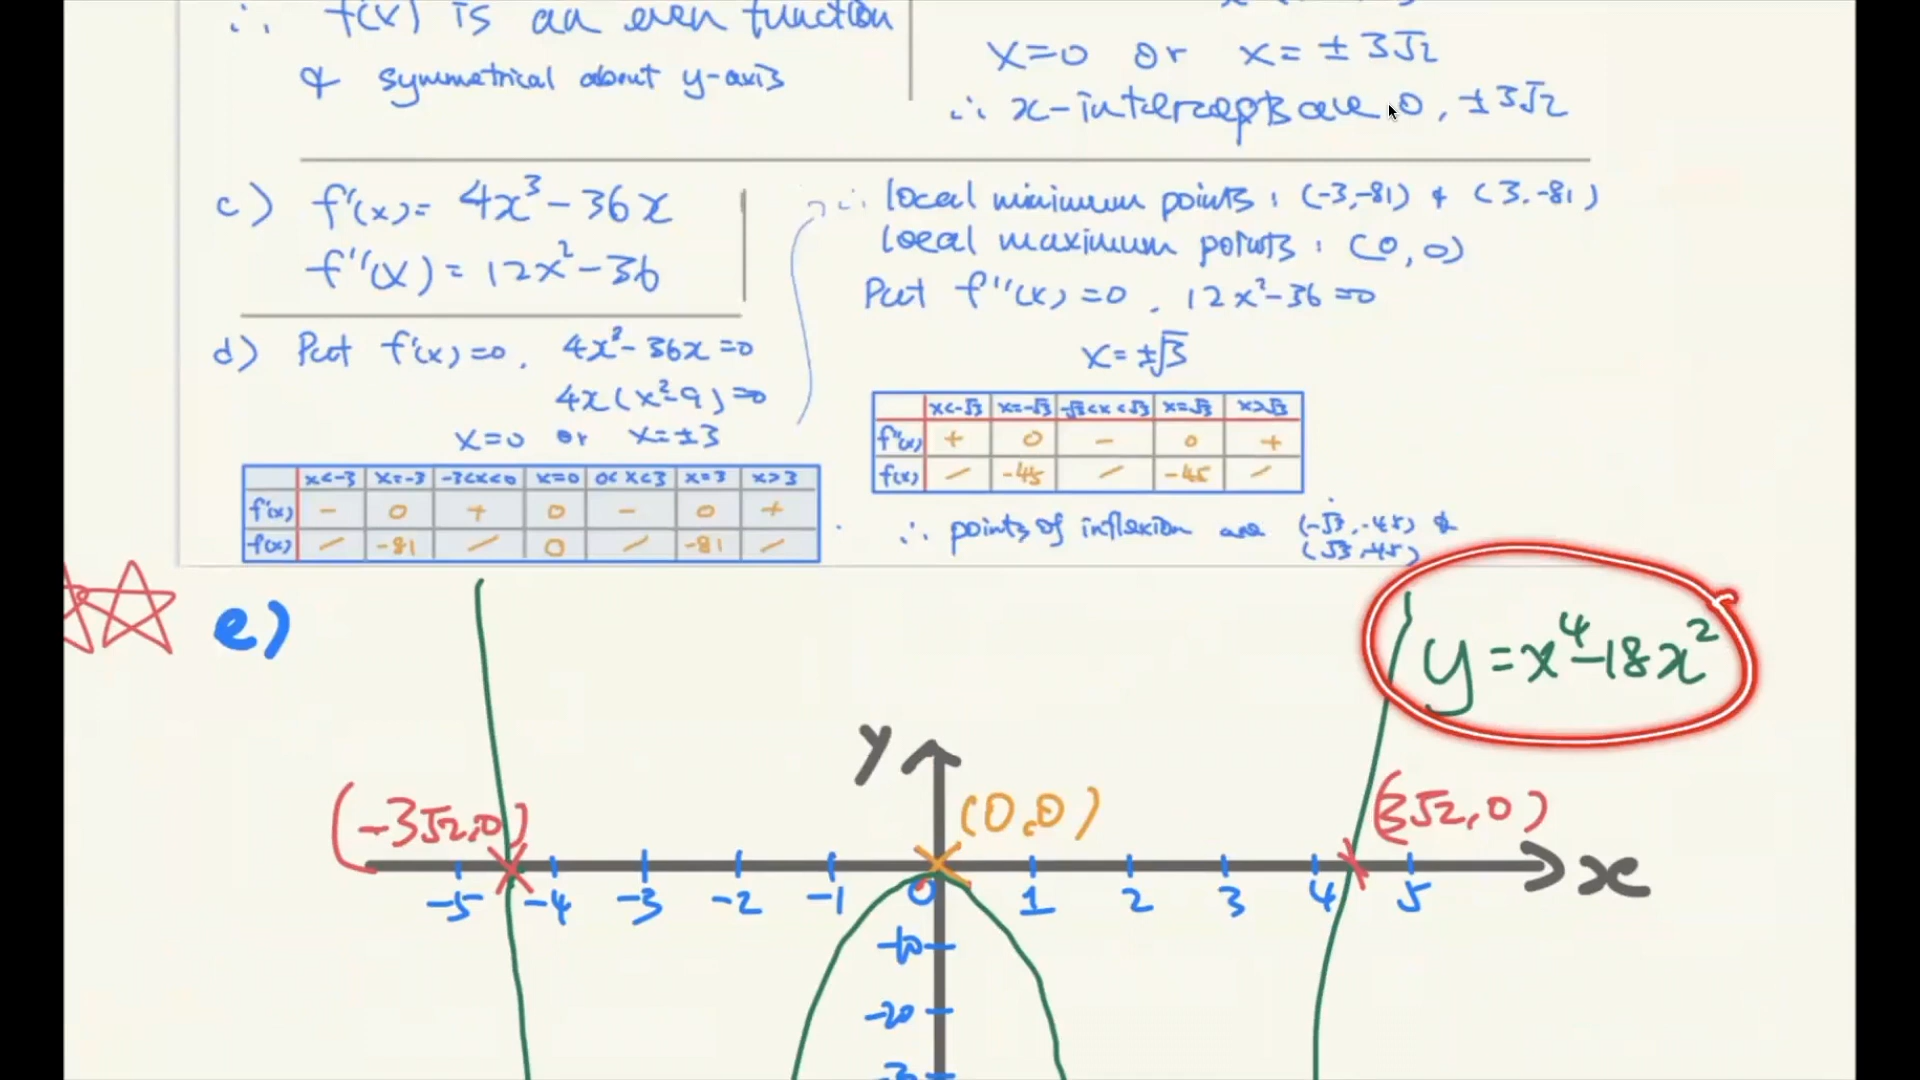 ∴ f(x) is an even function
& symmetrical about y-axis
x=0 or x=±3√2
∴ x-intercepts are 0, ±3√2
c) f'(x)= 4x³-36x
f''(x)=12x²-36
d) Put f'(x)=0, 4x³-36x=0
4x(x²-9)=0
x=0 or x=±3
x<-3 x=-3 -3<x<0 x=0 0<x<3 x=3 x>3
f'(x) - 0 + 0 - 0 +
f(x) -81 0 -81
∴ local minimum points : (-3,-81) & (3,-81)
local maximum points : (0,0)
Put f''(x)=0, 12x²-36=0
x=±√3
x<-√3 x=-√3 -√3<x<√3 x=√3 x>√3
f''(x) + 0 - 0 +
f(x) -45 -45
∴ points of inflexion are (-√3,-45) &
(√3,-45)
e)
y=x⁴-18x²
y
(-3√2,0) (0,0) (3√2,0)
x
-5 -4 -3 -2 -1 0 1 2 3 4 5
-10
-20